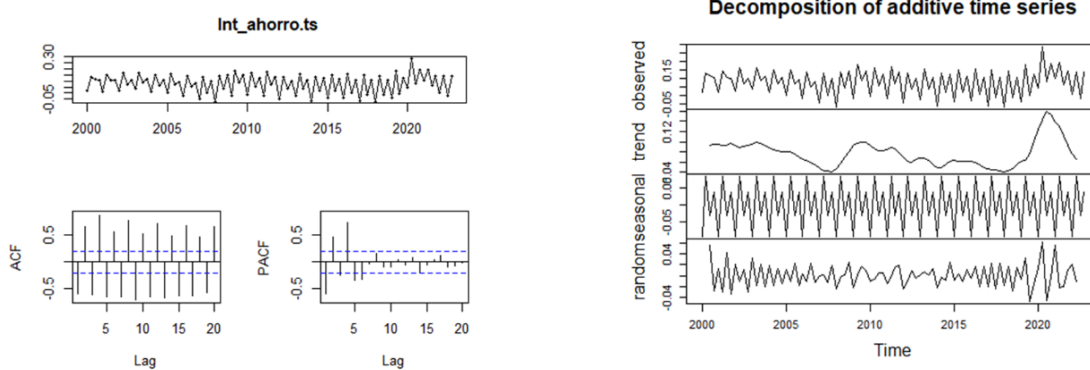 Int_ahorro.ts
0.30
-0.05
2000 2005 2010 2015 2020
ACF
0.5
-0.5
5 10 15 20
Lag
PACF
0.5
-0.5
5 10 15 20
Lag
Decomposition of additive time series
observed
0.15
-0.05
trend
0.12
0.04
seasonal
-0.05
random
0.04
-0.04
2000 2005 2010 2015 2020
Time